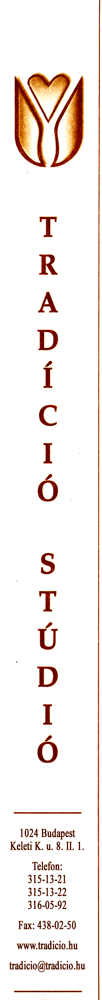 TRADÍCIÓ
STÚDIÓ
1024 Budapest
Keleti K. u. 8. II. 1.
Telefon:
315-13-21
315-13-22
316-05-92
Fax: 438-02-50
www.tradicio.hu
tradicio@tradicio.hu